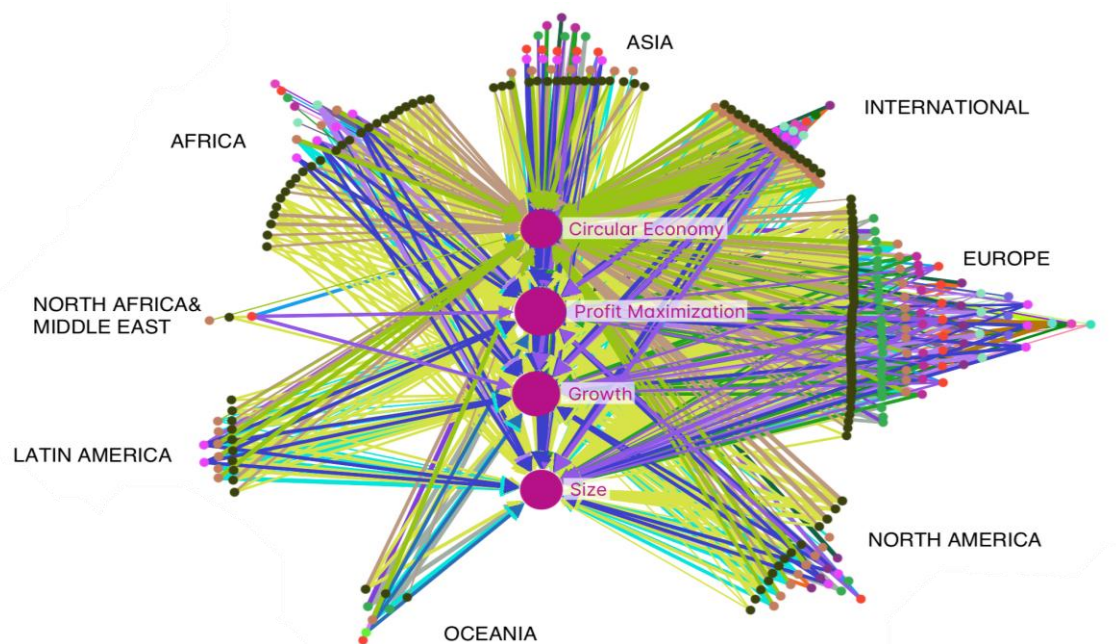 ASIA
INTERNATIONAL
AFRICA
Circular Economy
EUROPE
NORTH AFRICA&
MIDDLE EAST
Profit Maximization
Growth
LATIN AMERICA
Size
NORTH AMERICA
OCEANIA